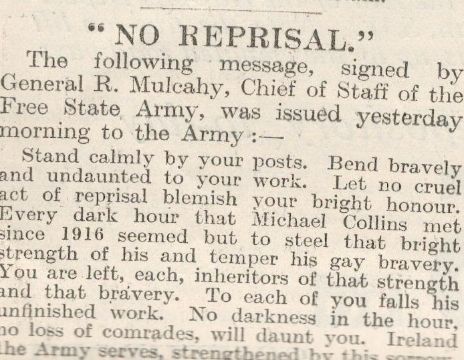 “ NO REPRISAL.”
The following message, signed by
General R. Mulcahy, Chief of Staff of the
Free State Army, was issued yesterday
morning to the Army :—
Stand calmly by your posts. Bend bravely
and undaunted to your work. Let no cruel
act of reprisal blemish your bright honour.
Every dark hour that Michael Collins met
since 1916 seemed but to steel that bright
strength of his and temper his gay bravery.
You are left, each, inheritors of that strength
and that bravery. To each of you falls his
unfinished work. No darkness in the hour,
no loss of comrades, will daunt you. Ireland
the Army serves, strengthened by this sorrow.